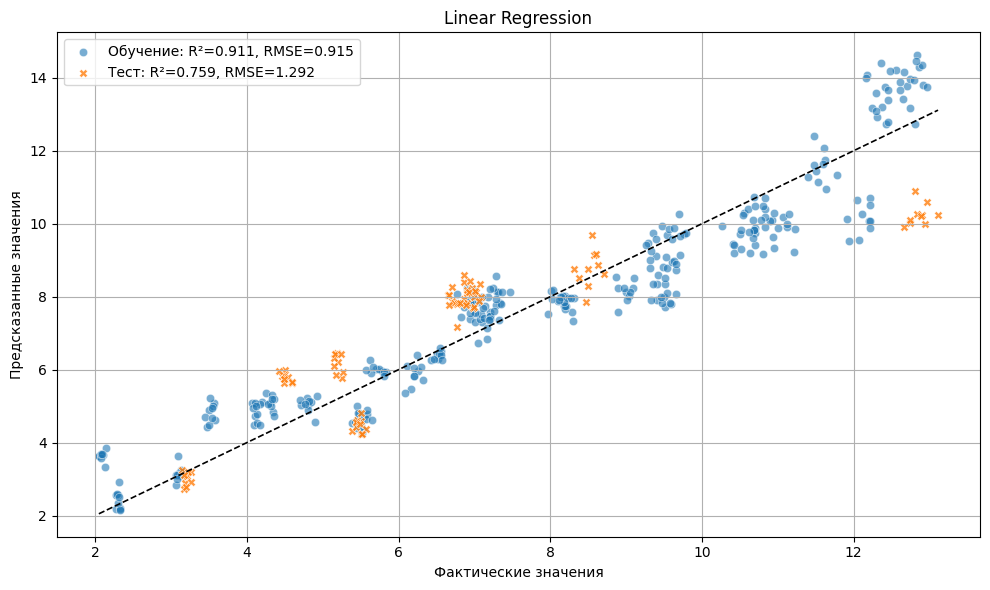 Linear Regression
Обучение: R²=0.911, RMSE=0.915
Тест: R²=0.759, RMSE=1.292
Предсказанные значения
14
12
10
8
6
4
2
2
4
6
8
10
12
Фактические значения